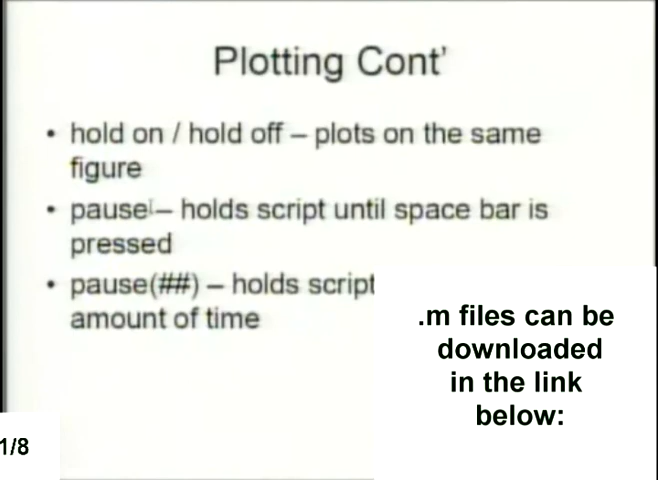 Plotting Cont'
• hold on / hold off – plots on the same
figure
• pause – holds script until space bar is
pressed
• pause(##) – holds script
amount of time
.m files can be
downloaded
in the link
below:
1/8